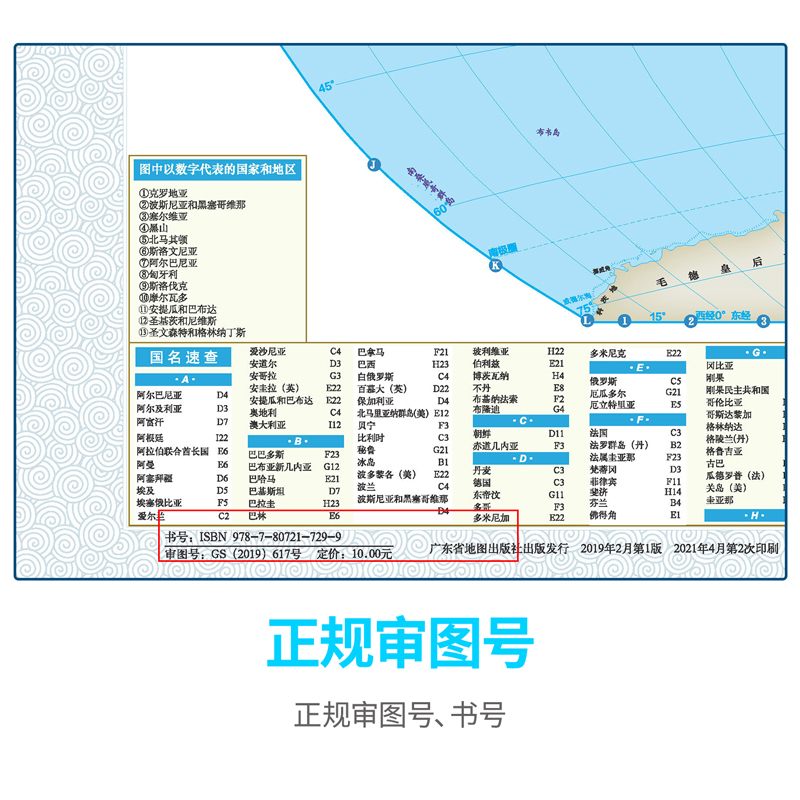 45°
布韦岛
J
南桑威奇群岛
60°
南极圈
K
75°
L
1
15°
2
西经0°
东经
3
毛德皇后
图中以数字代表的国家和地区
①克罗地亚
②波斯尼亚和黑塞哥维那
③塞尔维亚
④黑山
⑤北马其顿
⑥斯洛文尼亚
⑦阿尔巴尼亚
⑧匈牙利
⑨斯洛伐克
⑩摩尔瓦多
⑪安提瓜和巴布达
⑫圣基茨和尼维斯
⑬圣文森特和格林纳丁斯
国名速查
·A·
阿尔巴尼亚 D4
阿尔及利亚 D3
阿富汗 D7
阿根廷 I22
阿拉伯联合酋长国 E6
阿曼 E6
阿塞拜疆 D6
埃及 D5
埃塞俄比亚 F5
爱尔兰 C2
爱沙尼亚 C4
安道尔 D3
安哥拉 G3
安圭拉（英） E22
安提瓜和巴布达 E22
奥地利 C4
澳大利亚 I12
·B·
巴巴多斯 F23
巴布亚新几内亚 G12
巴哈马 E21
巴基斯坦 D7
巴拉圭 H23
巴林 E6
巴拿马 F21
巴西 H23
白俄罗斯 C4
百慕大（英） D22
保加利亚 D4
北马里亚纳群岛(美) E12
贝宁 F3
比利时 C3
秘鲁 G21
冰岛 B1
波多黎各（美） E22
波兰 C4
波斯尼亚和黑塞哥维那
D4
玻利维亚 H22
伯利兹 E21
博茨瓦纳 H4
不丹 E8
布基纳法索 F2
布隆迪 G4
·C·
朝鲜 D11
赤道几内亚 F3
·D·
丹麦 C3
德国 C3
东帝汶 G11
多哥 F3
多米尼加 E22
多米尼克 E22
·E·
俄罗斯 C5
厄瓜多尔 G21
厄立特里亚 E5
·F·
法国 C3
法罗群岛（丹） B2
法属圭亚那 F23
梵蒂冈 D3
菲律宾 F11
斐济 H14
芬兰 B4
佛得角 E1
·G·
冈比亚
刚果
刚果民主共和国
哥伦比亚
哥斯达黎加
格林纳达
格陵兰(丹)
格鲁吉亚
古巴
瓜德罗普（法）
关岛（美）
圭亚那
·H·
书号：ISBN 978-7-80721-729-9
审图号：GS（2019）617号 定价：10.00元
广东省地图出版社出版发行 2019年2月第1版 2021年4月第2次印刷
正规审图号
正规审图号、书号